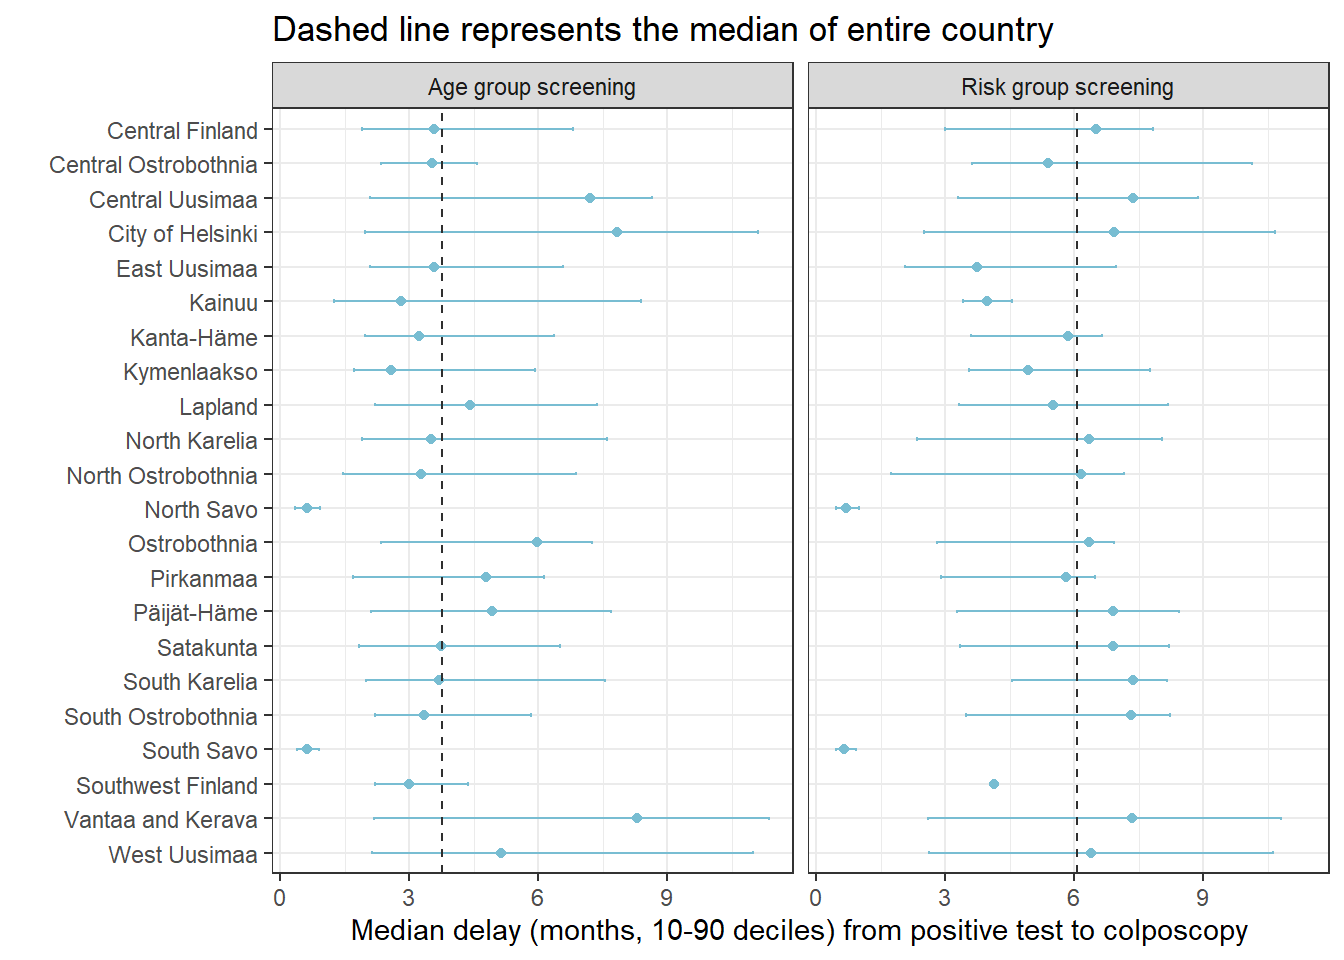 Dashed line represents the median of entire country
Age group screening
Risk group screening
Central Finland
Central Ostrobothnia
Central Uusimaa
City of Helsinki
East Uusimaa
Kainuu
Kanta-Häme
Kymenlaakso
Lapland
North Karelia
North Ostrobothnia
North Savo
Ostrobothnia
Pirkanmaa
Päijät-Häme
Satakunta
South Karelia
South Ostrobothnia
South Savo
Southwest Finland
Vantaa and Kerava
West Uusimaa
0 3 6 9
0 3 6 9
Median delay (months, 10-90 deciles) from positive test to colposcopy